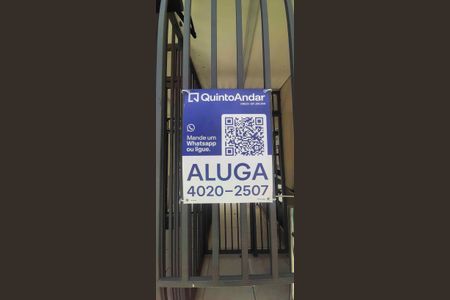 QuintoAndar
Mande um
Whatsapp
ou ligue.
ALUGA
4020-2507